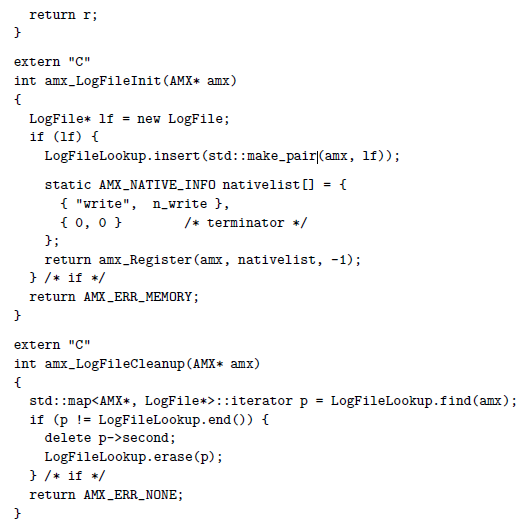 return r;
}
extern "C"
int amx_LogFileInit(AMX* amx)
{
LogFile* lf = new LogFile;
if (lf) {
LogFileLookup.insert(std::make_pair(amx, lf));
static AMX_NATIVE_INFO nativelist[] = {
{ "write", n_write },
{ 0, 0 } /* terminator */
};
return amx_Register(amx, nativelist, -1);
} /* if */
return AMX_ERR_MEMORY;
}
extern "C"
int amx_LogFileCleanup(AMX* amx)
{
std::map<AMX*, LogFile*>::iterator p = LogFileLookup.find(amx);
if (p != LogFileLookup.end()) {
delete p->second;
LogFileLookup.erase(p);
} /* if */
return AMX_ERR_NONE;
}